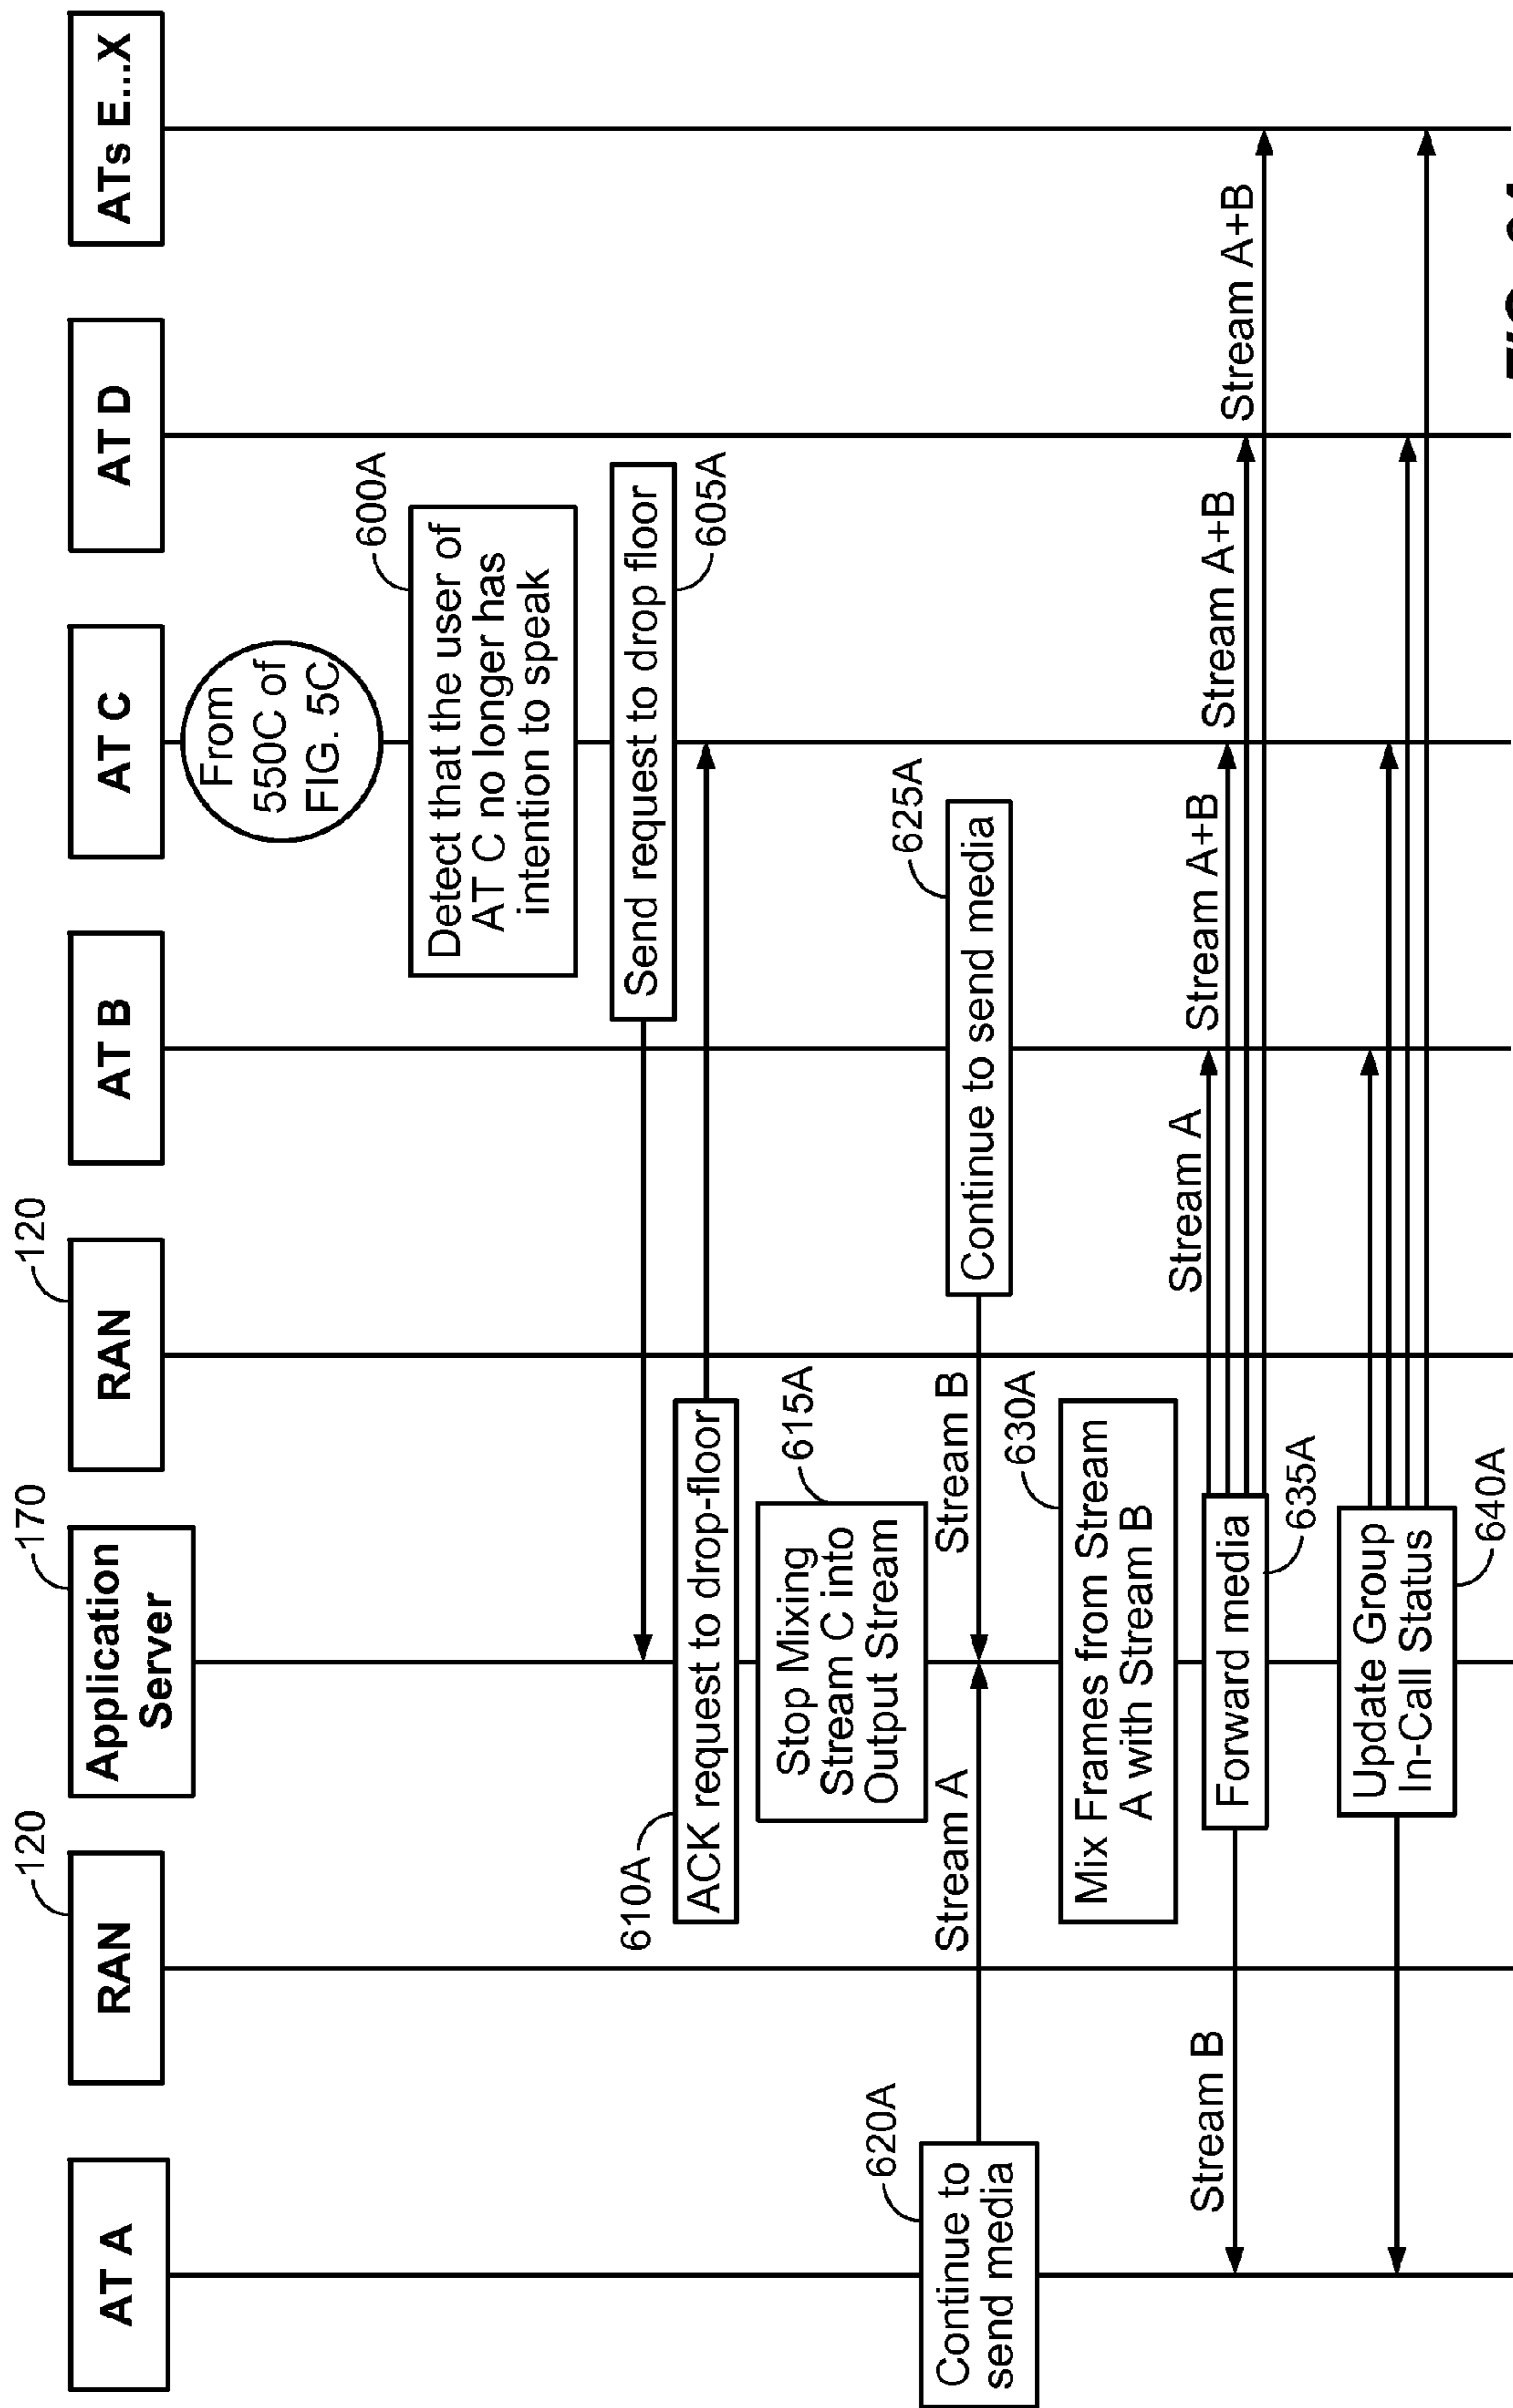 AT A
RAN
120
Application
Server
170
RAN
120
AT B
AT C
AT D
ATs E...X
From
550C of
FIG. 5C
Detect that the user of
AT C no longer has
intention to speak
600A
Send request to drop floor
605A
610A
ACK request to drop-floor
Stop Mixing
Stream C into
Output Stream
615A
Continue to
send media
620A
Stream A
Stream B
Continue to send media
625A
Mix Frames from Stream
A with Stream B
630A
Stream B
Forward media
635A
Stream A
Stream A+B
Stream A+B
Stream A+B
Update Group
In-Call Status
640A